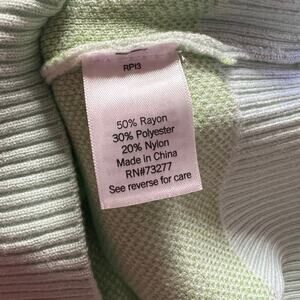 RPI3
50% Rayon
30% Polyester
20% Nylon
Made in China
RN#73277
See reverse for care